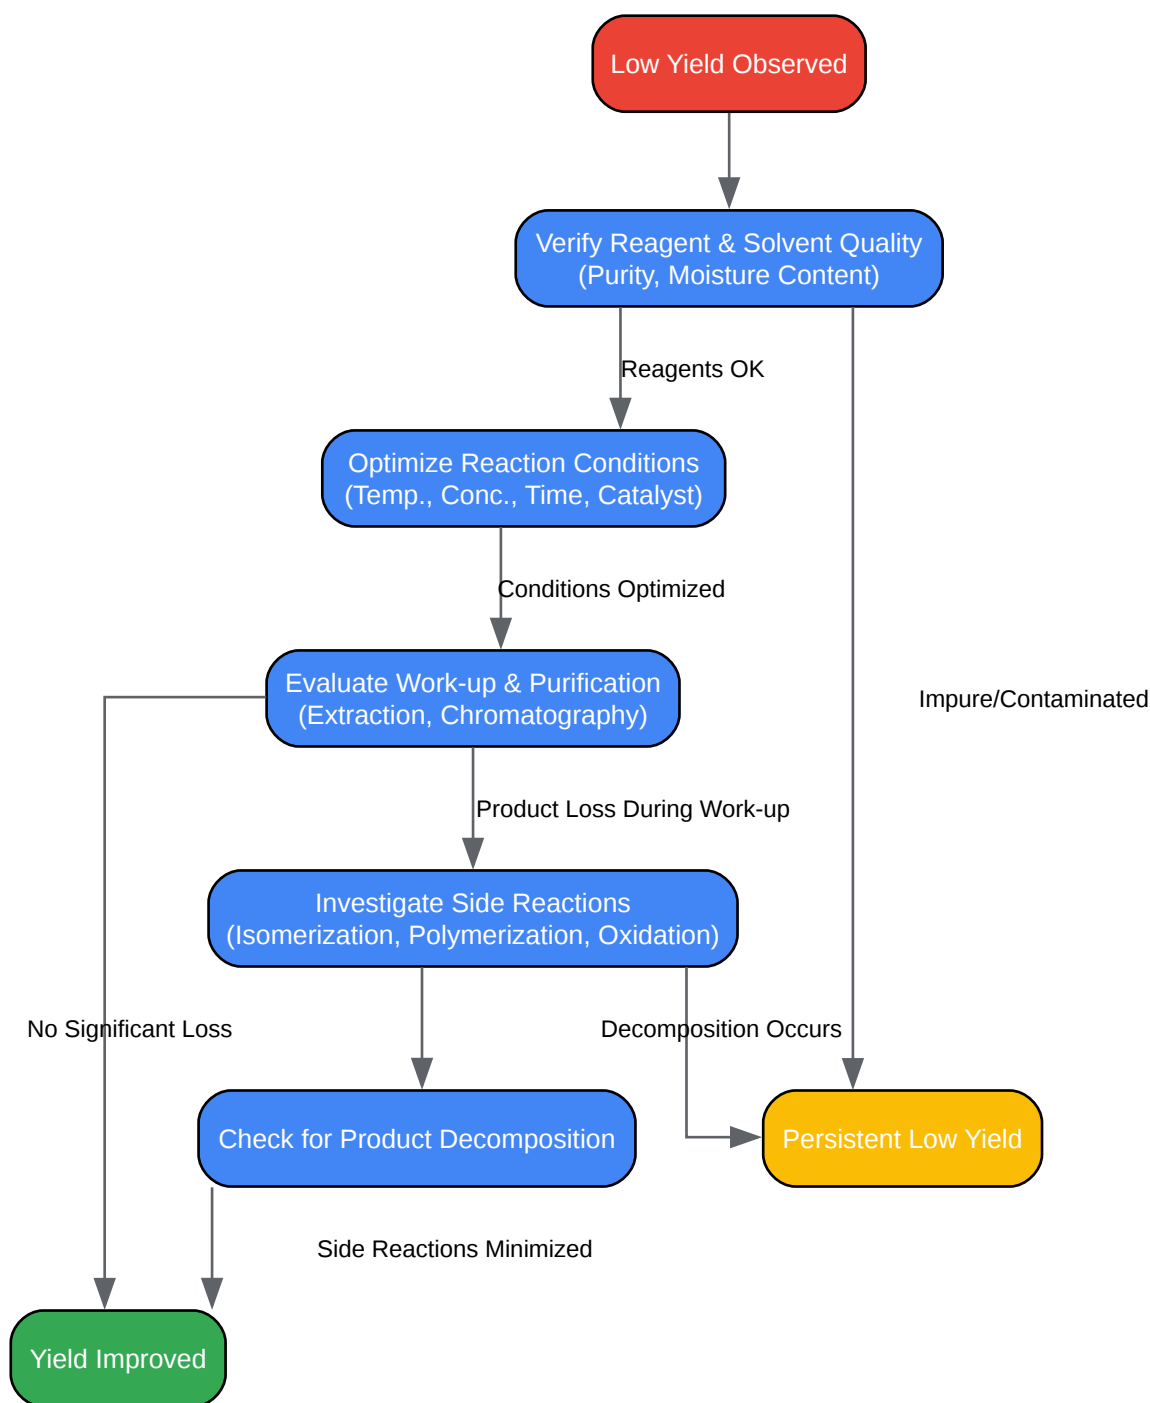 Low Yield Observed
Verify Reagent & Solvent Quality
(Purity, Moisture Content)
Reagents OK
Optimize Reaction Conditions
(Temp., Conc., Time, Catalyst)
Conditions Optimized
Evaluate Work-up & Purification
(Extraction, Chromatography)
Impure/Contaminated
Product Loss During Work-up
Investigate Side Reactions
(Isomerization, Polymerization, Oxidation)
No Significant Loss
Decomposition Occurs
Check for Product Decomposition
Persistent Low Yield
Side Reactions Minimized
Yield Improved